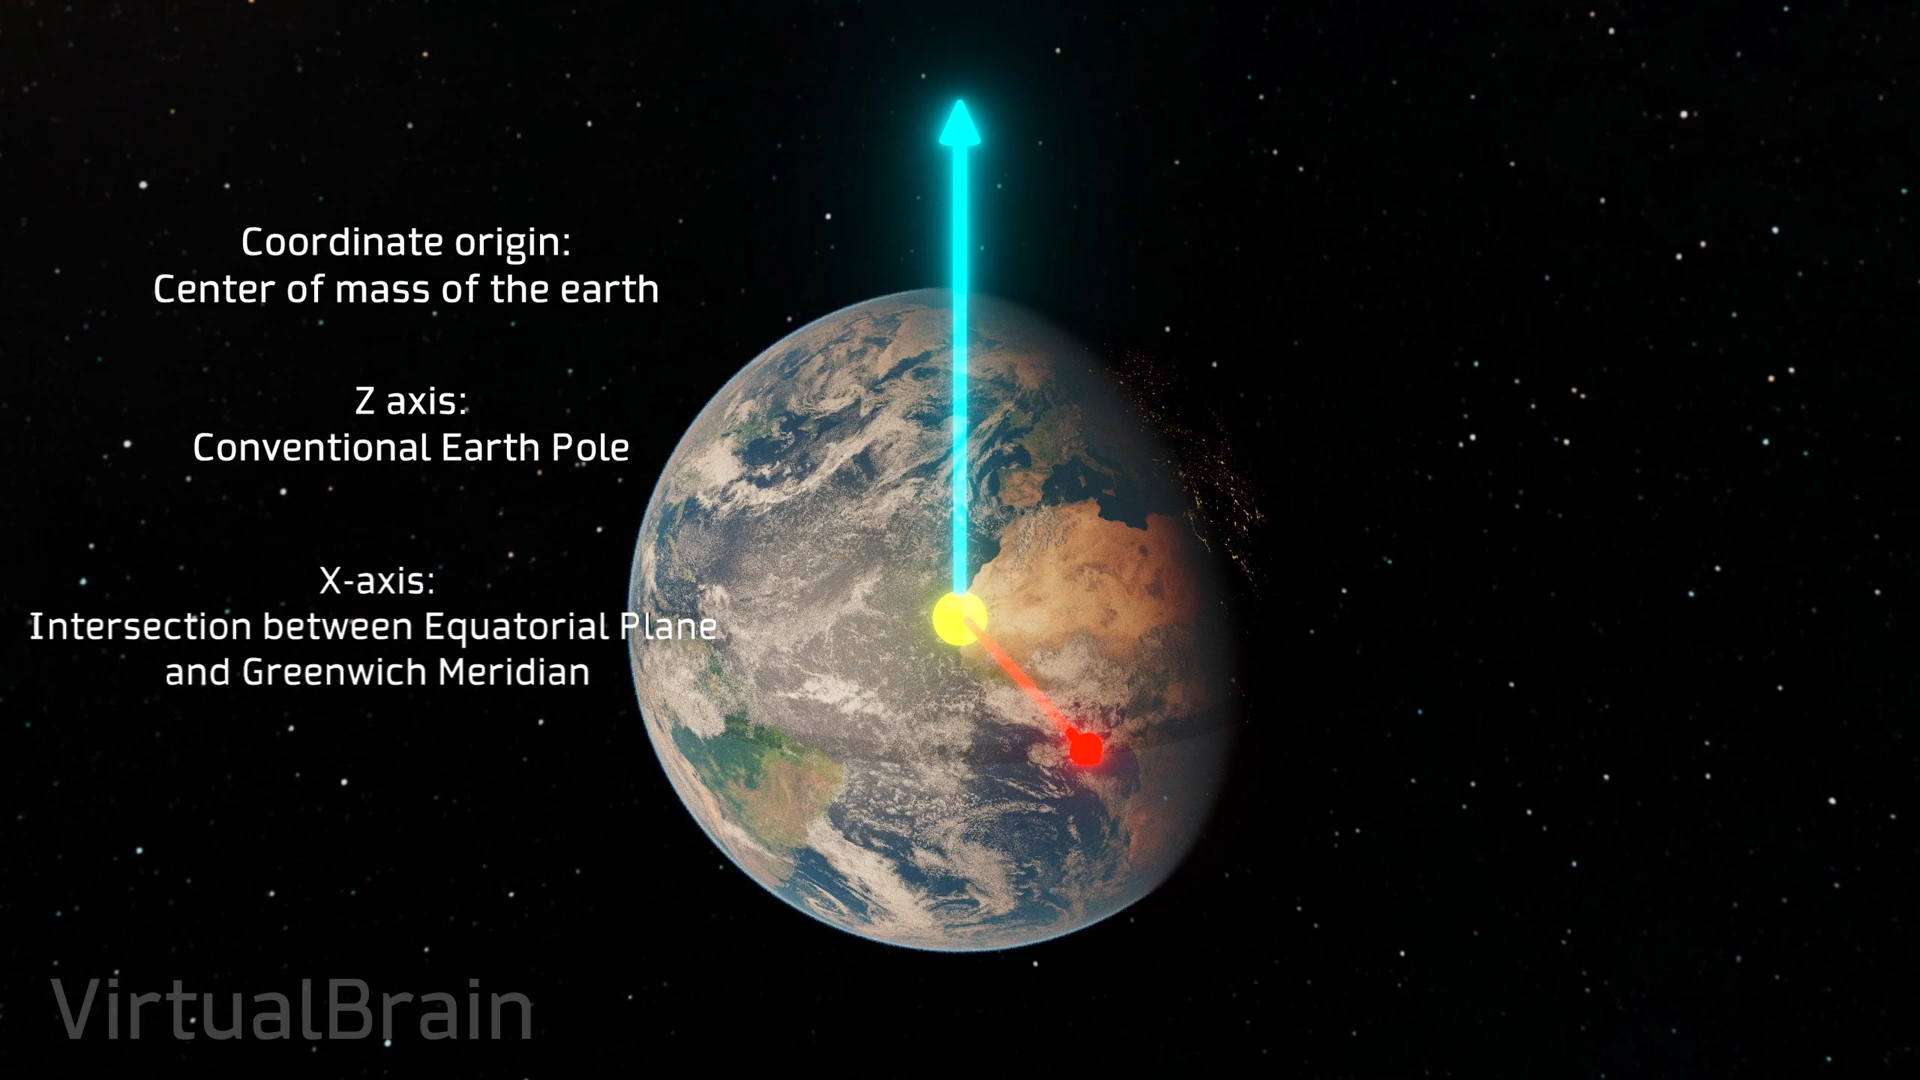 Coordinate origin:
Center of mass of the earth
Z axis:
Conventional Earth Pole
X-axis:
Intersection between Equatorial Plane
and Greenwich Meridian
VirtualBrain